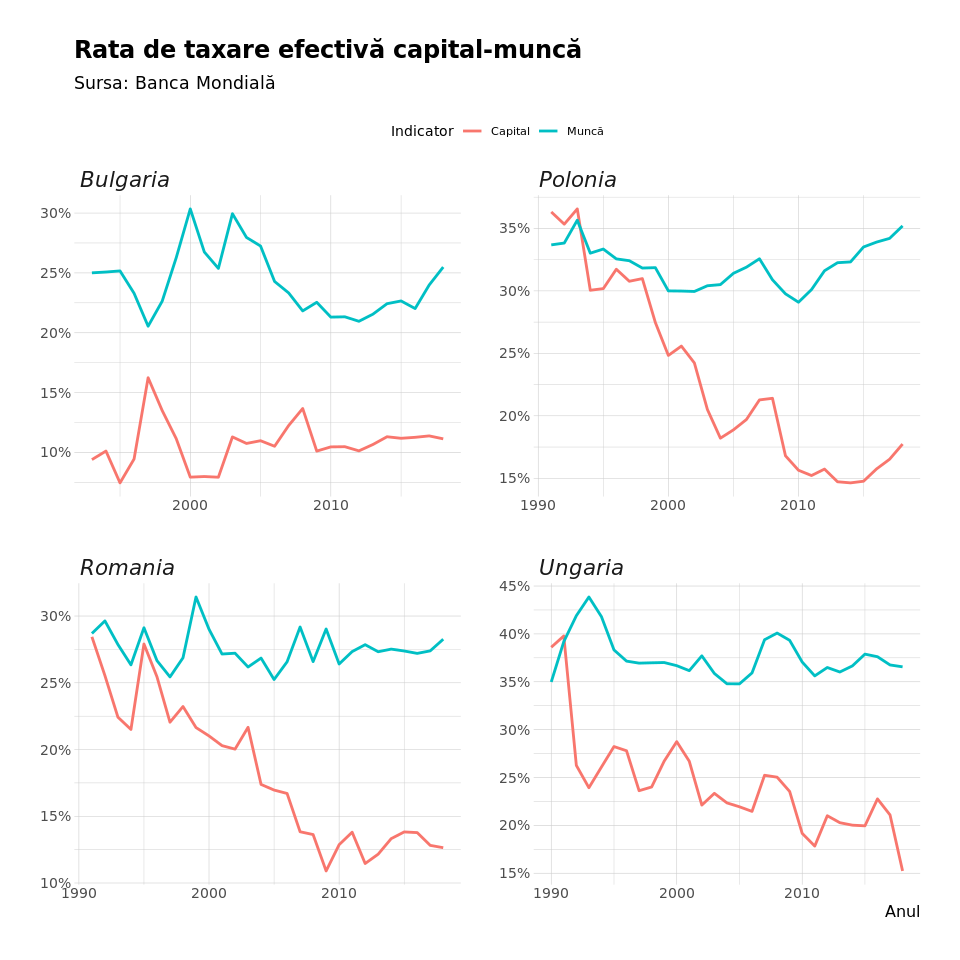 Rata de taxare efectivă capital-muncă
Sursa: Banca Mondială
Indicator Capital Muncă
Bulgaria
30%
25%
20%
15%
10%
2000 2010
Polonia
35%
30%
25%
20%
15%
1990 2000 2010
Romania
30%
25%
20%
15%
10%
1990 2000 2010
Ungaria
45%
40%
35%
30%
25%
20%
15%
1990 2000 2010
Anul